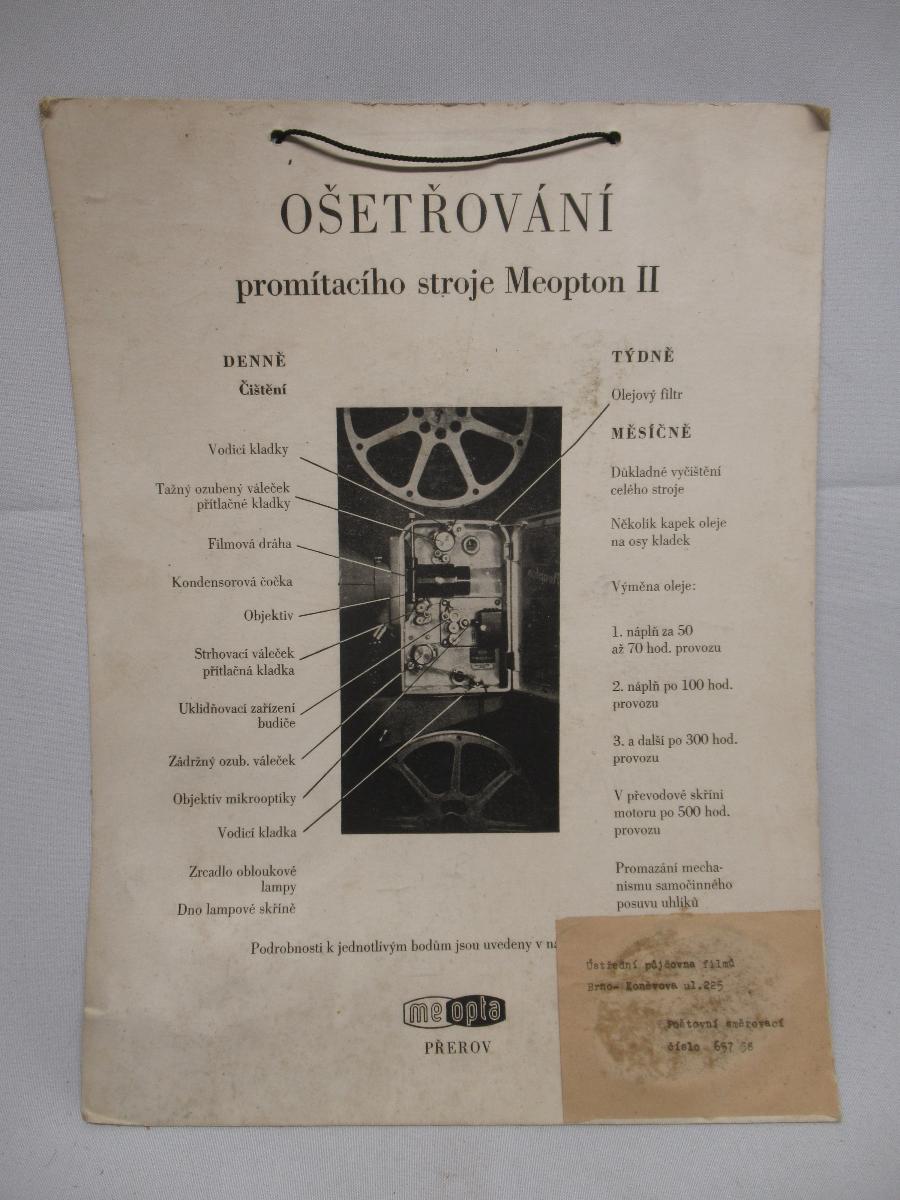 OŠETŘOVÁNÍ
promítacího stroje Meopton II
DENNĚ
Čištění
Vodicí kladky
Tažný ozubený váleček
přítlačné kladky
Filmová dráha
Kondensorová čočka
Objektiv
Strhovací váleček
přítlačná kladka
Uklidňovací zařízení
budiče
Zádržný ozub. váleček
Objektiv mikrooptiky
Vodicí kladka
Zrcadlo obloukové
lampy
Dno lampové skříně
TÝDNĚ
Olejový filtr
MĚSÍČNĚ
Důkladné vyčištění
celého stroje
Několik kapek oleje
na osy kladek
Výměna oleje:
1. náplň za 50
až 70 hod. provozu
2. náplň po 100 hod.
provozu
3. a další po 300 hod.
provozu
V převodové skříni
motoru po 500 hod.
provozu
Promazání mecha-
nismu samočinného
posuvu uhlíků
Podrobnosti k jednotlivým bodům jsou uvedeny v
meopta
PŘEROV
Ústřední půjčovna filmů
Brno- Koněvova ul.225
Poštovní směrovací
číslo 657